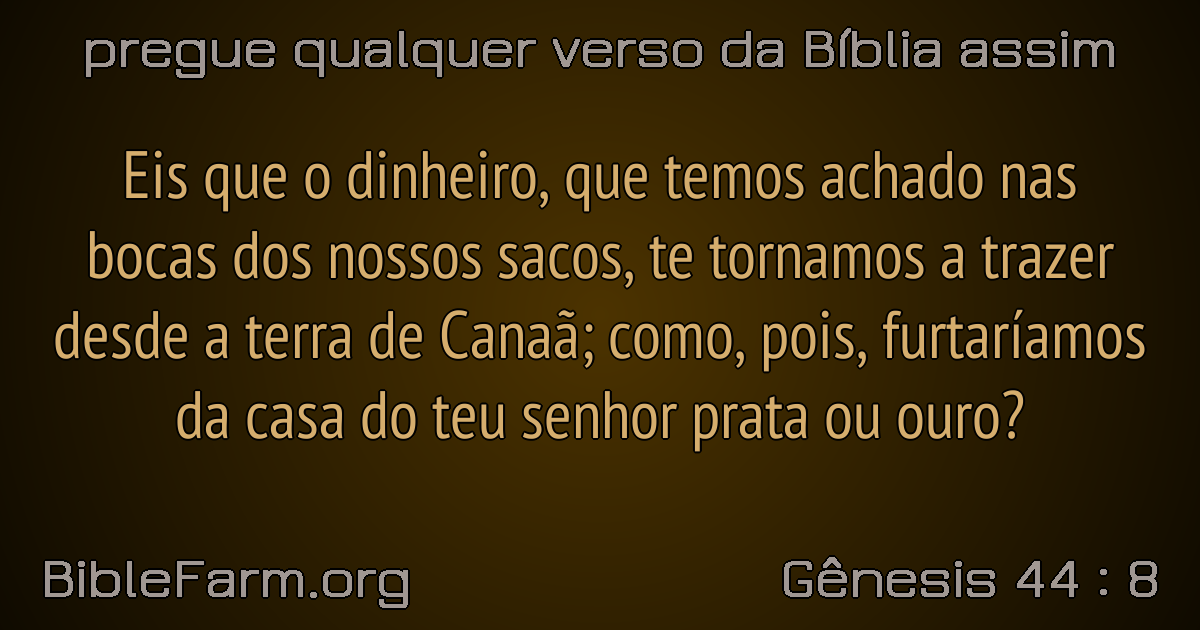 pregue qualquer verso da Bíblia assim
Eis que o dinheiro, que temos achado nas
bocas dos nossos sacos, te tornamos a trazer
desde a terra de Canaã; como, pois, furtaríamos
da casa do teu senhor prata ou ouro?
BibleFarm.org
Gênesis 44 : 8